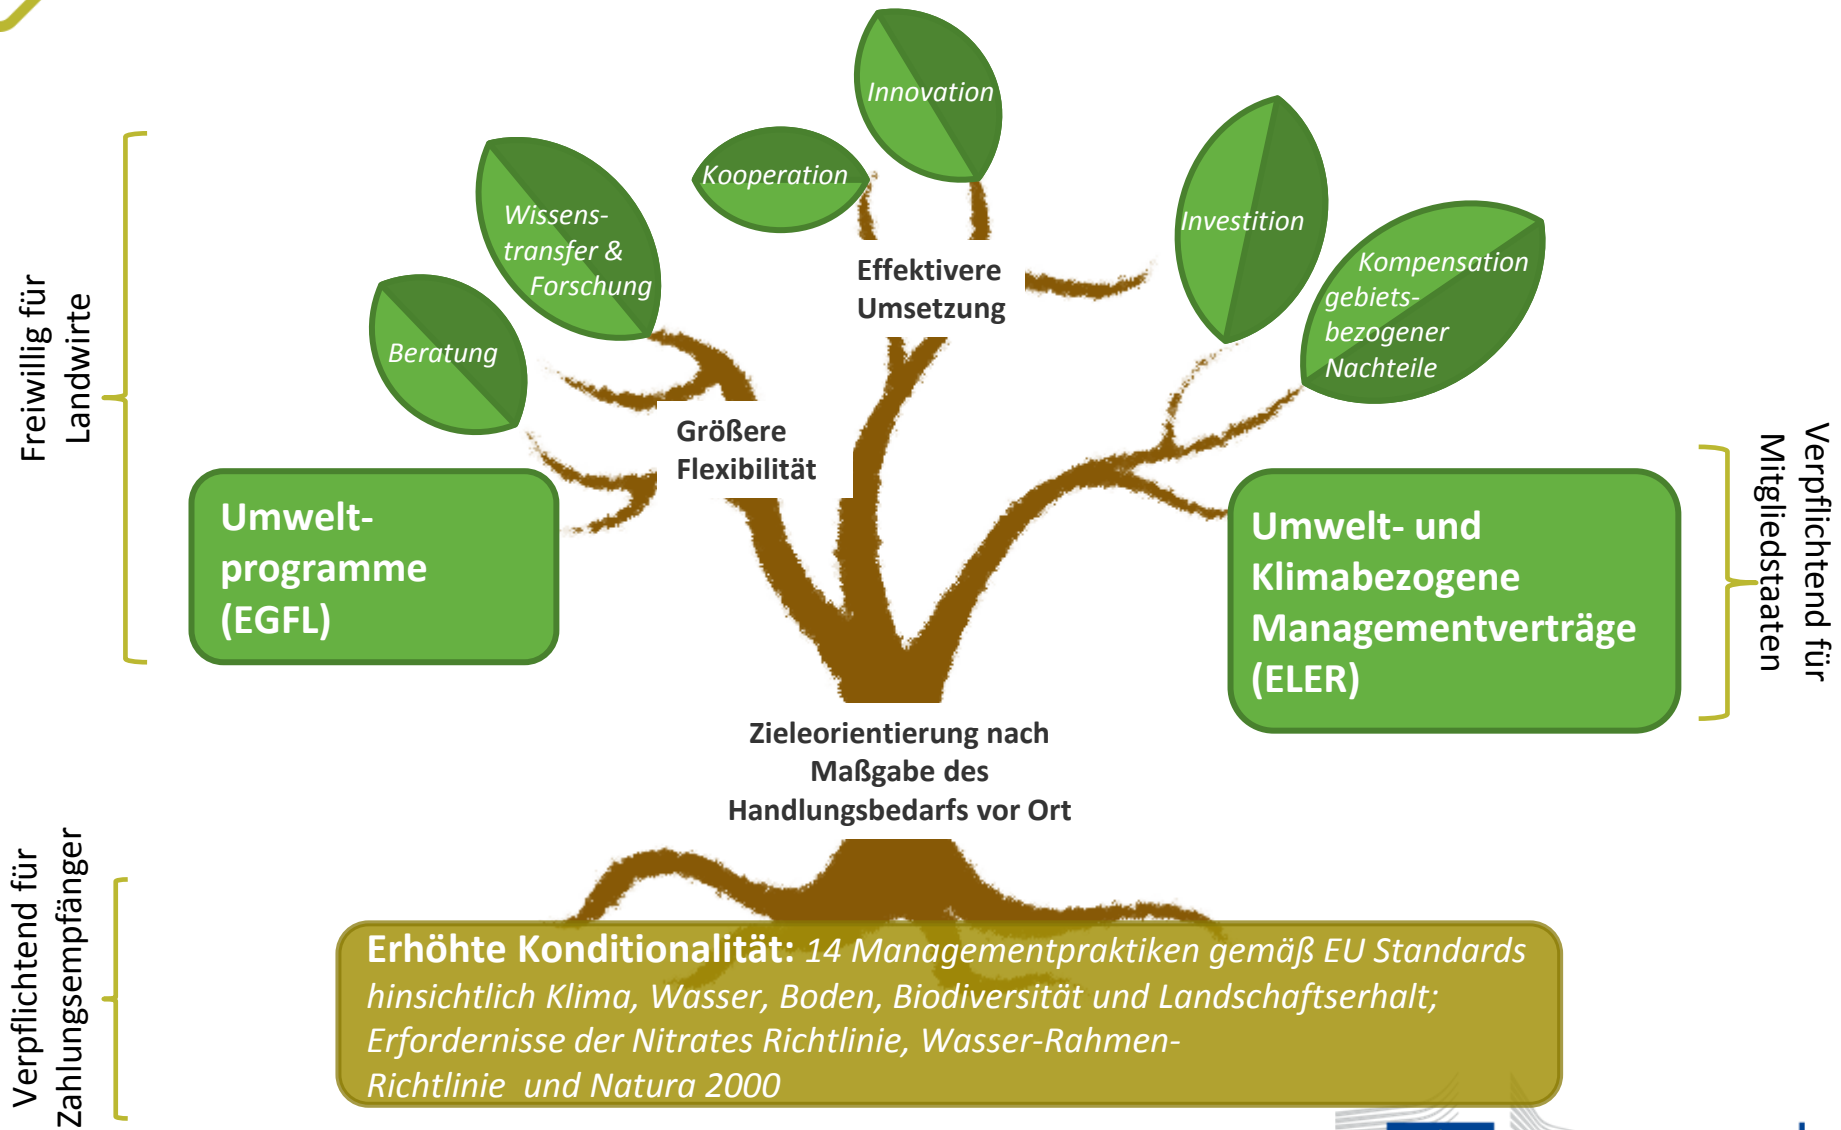 Innovation
Kooperation
Wissens-
transfer &
Forschung
Beratung
Investition
Kompensation
gebiets-
bezogener
Nachteile
Effektivere
Umsetzung
Größere
Flexibilität
Freiwillig für
Landwirte
Umwelt-
programme
(EGFL)
Umwelt- und
Klimabezogene
Managementverträge
(ELER)
Verpflichtend für
Mitgliedstaaten
Zieleorientierung nach
Maßgabe des
Handlungsbedarfs vor Ort
Verpflichtend für
Zahlungsempfänger
Erhöhte Konditionalität: 14 Managementpraktiken gemäß EU Standards
hinsichtlich Klima, Wasser, Boden, Biodiversität und Landschaftserhalt;
Erfordernisse der Nitrates Richtlinie, Wasser-Rahmen-
Richtlinie und Natura 2000